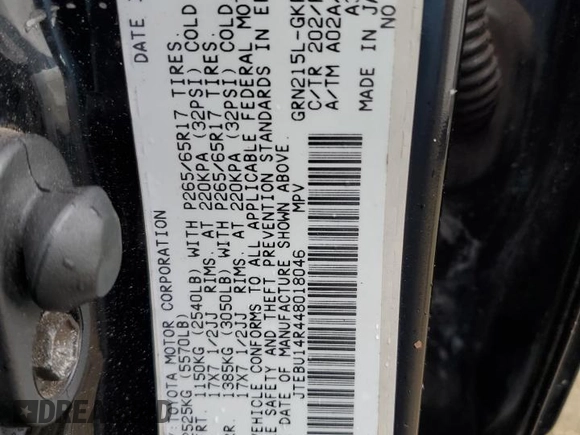 DATE
TOYOTA MOTOR CORPORATION
2525KG (5570LB)
1150KG (2540LB) WITH P265/65R17 TIRES.
17X7 1/2JJ RIMS. AT 220KPA (32PSI) COLD
1385KG (3050LB) WITH P265/65R17 TIRES.
17X7 1/2JJ RIMS. AT 220KPA (32PSI) COLD
VEHICLE CONFORMS TO ALL APPLICABLE FEDERAL MOT
SAFETY AND THEFT PREVENTION STANDARDS IN E
DATE OF MANUFACTURE SHOWN ABOVE.
JTEBU14R448018046
MPV
GRN215L-GK
C/TR 202
A/TM A02A
MADE IN JA
NO